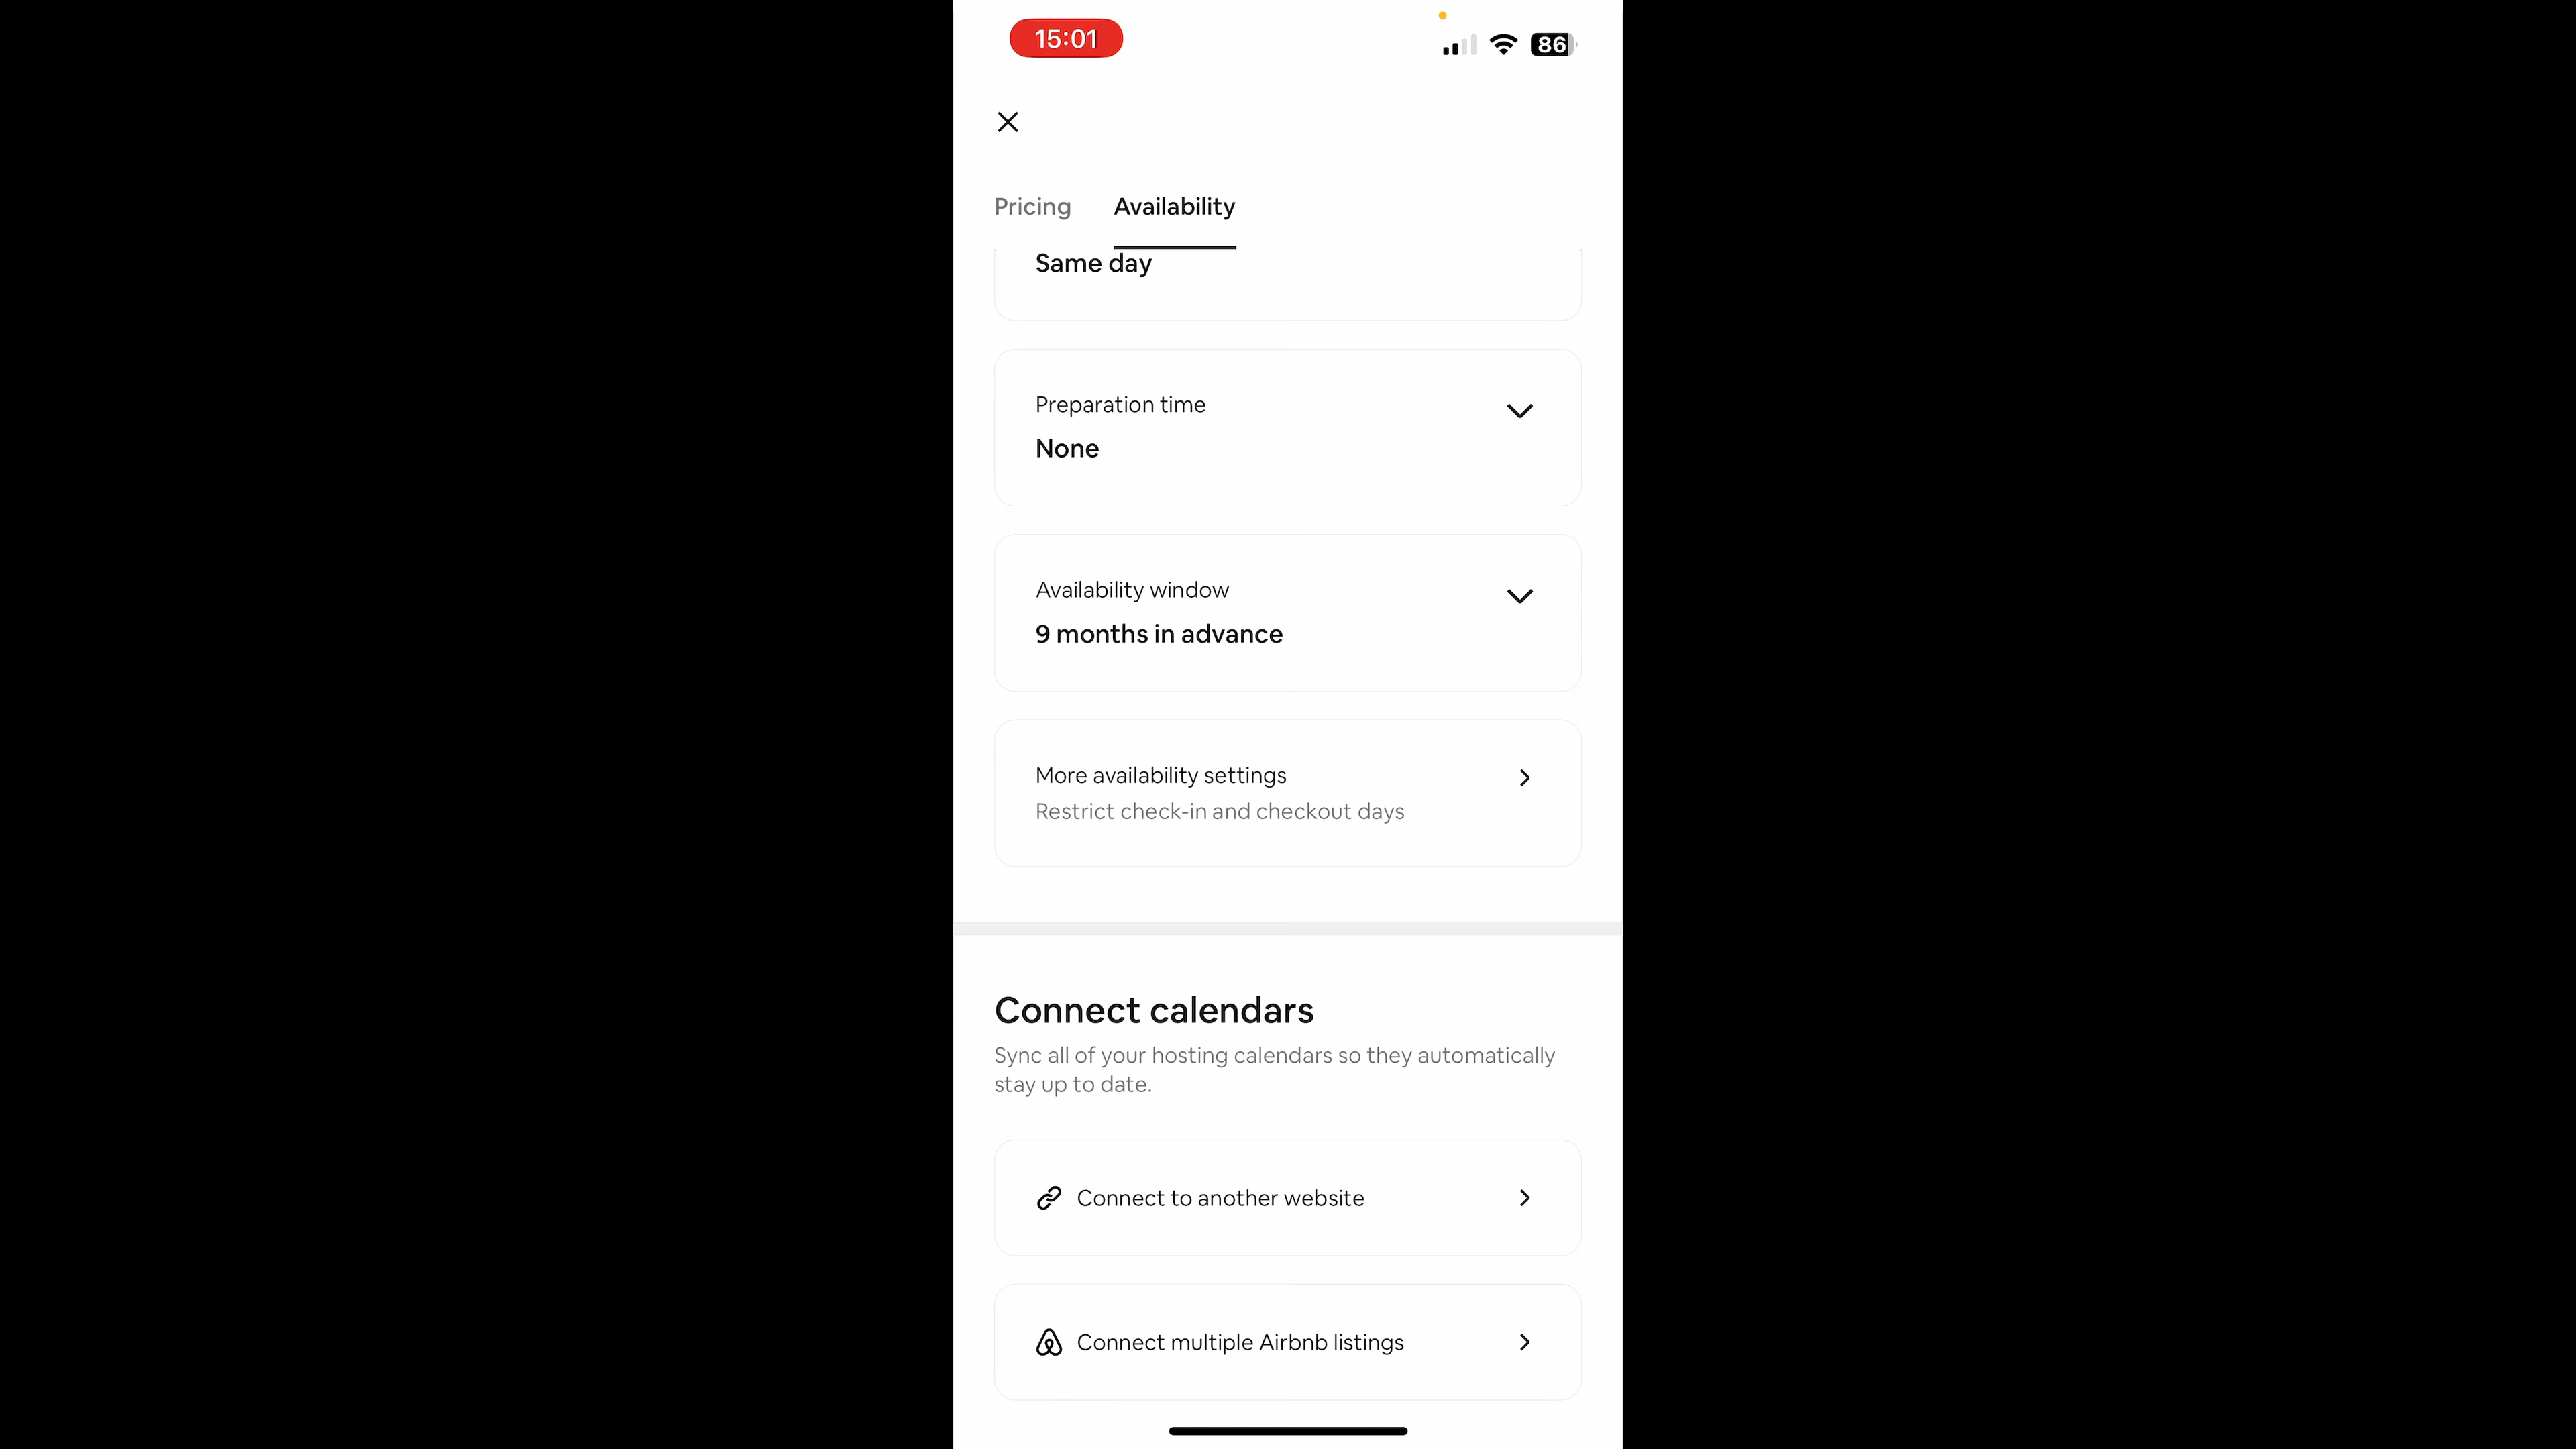 15:01
86
Pricing
Availability
Same day
Preparation time
None
Availability window
9 months in advance
More availability settings
Restrict check-in and checkout days
Connect calendars
Sync all of your hosting calendars so they automatically
stay up to date.
Connect to another website
Connect multiple Airbnb listings